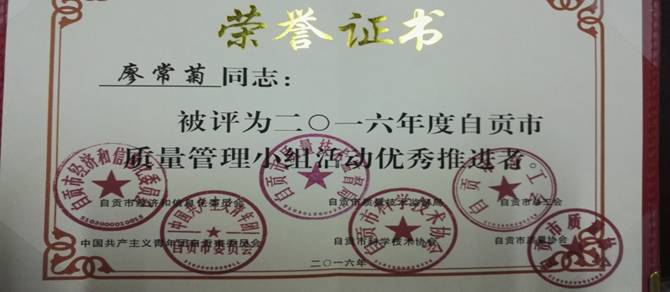 荣誉证书
廖常菊同志：
被评为二〇一六年度自贡市
质量管理小组活动优秀推进者
自贡市经济和信息化委员会 自贡市质量技术监督局 自贡市总工会
中国共产主义青年团自贡市委员会 自贡市科学技术协会 自贡市质量协会
二〇一六年